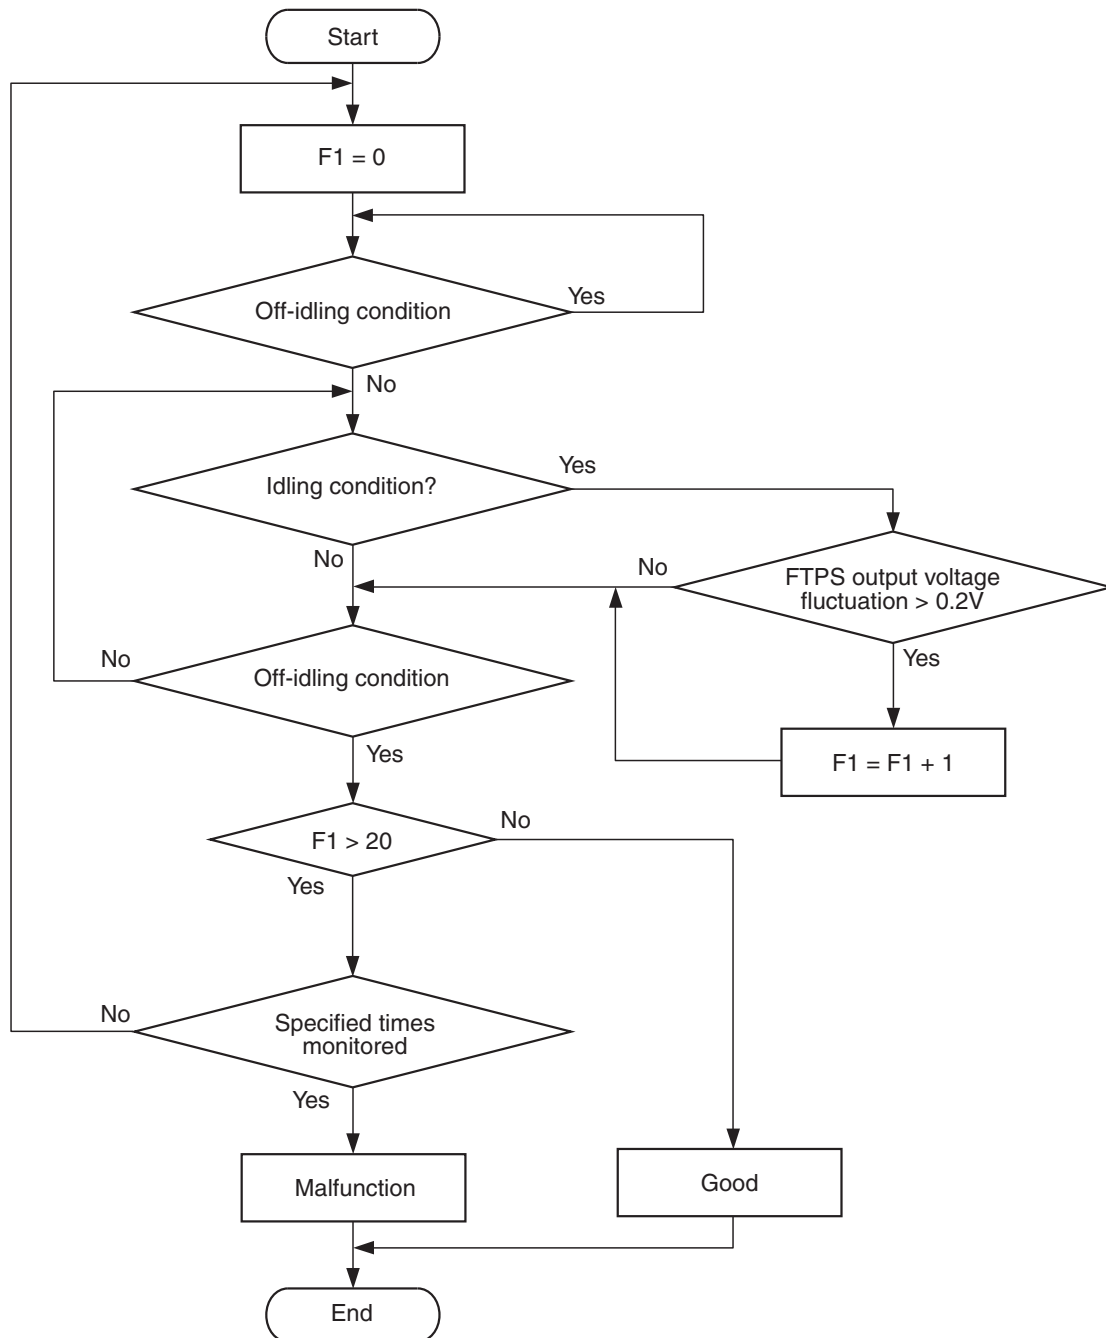 Start
F1 = 0
Off-idling condition
Yes
No
Idling condition?
Yes
No
No
FTPS output voltage
fluctuation > 0.2V
Yes
No
Off-idling condition
Yes
F1 = F1 + 1
F1 > 20
No
Yes
No
Specified times
monitored
Yes
Malfunction
Good
End